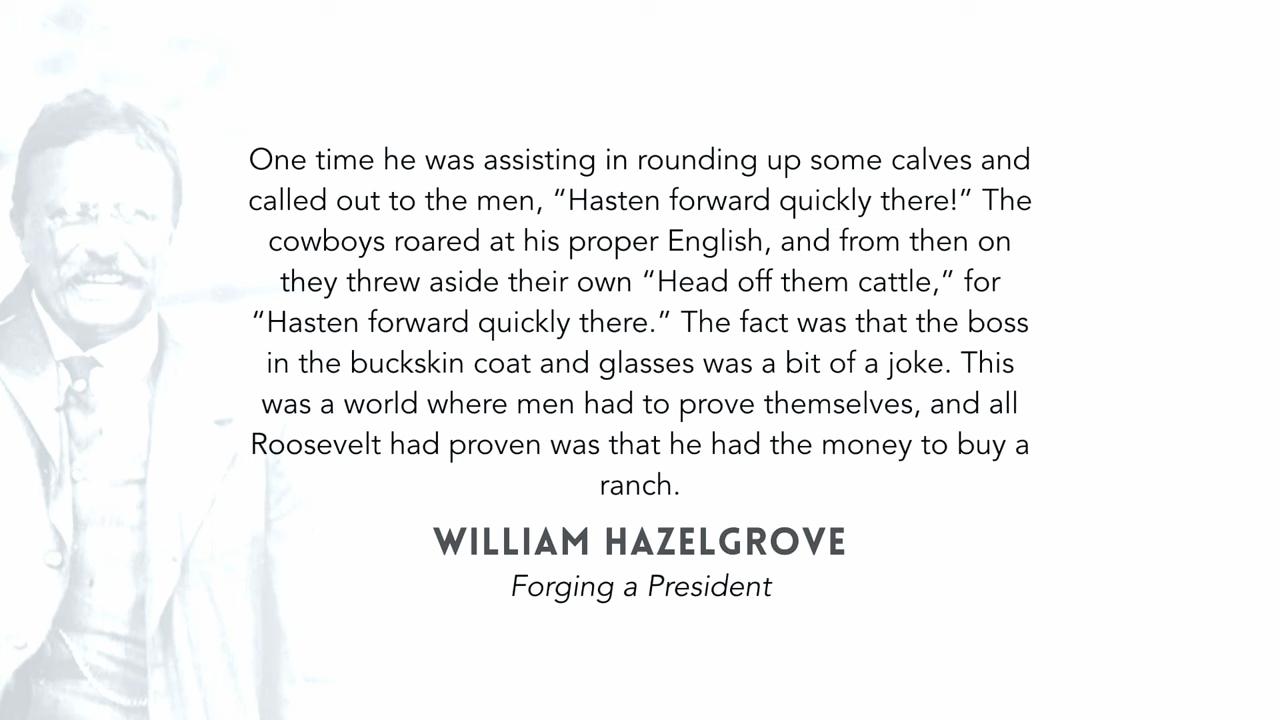 One time he was assisting in rounding up some calves and
called out to the men, “Hasten forward quickly there!” The
cowboys roared at his proper English, and from then on
they threw aside their own “Head off them cattle,” for
“Hasten forward quickly there.” The fact was that the boss
in the buckskin coat and glasses was a bit of a joke. This
was a world where men had to prove themselves, and all
Roosevelt had proven was that he had the money to buy a
ranch.
WILLIAM HAZELGROVE
Forging a President